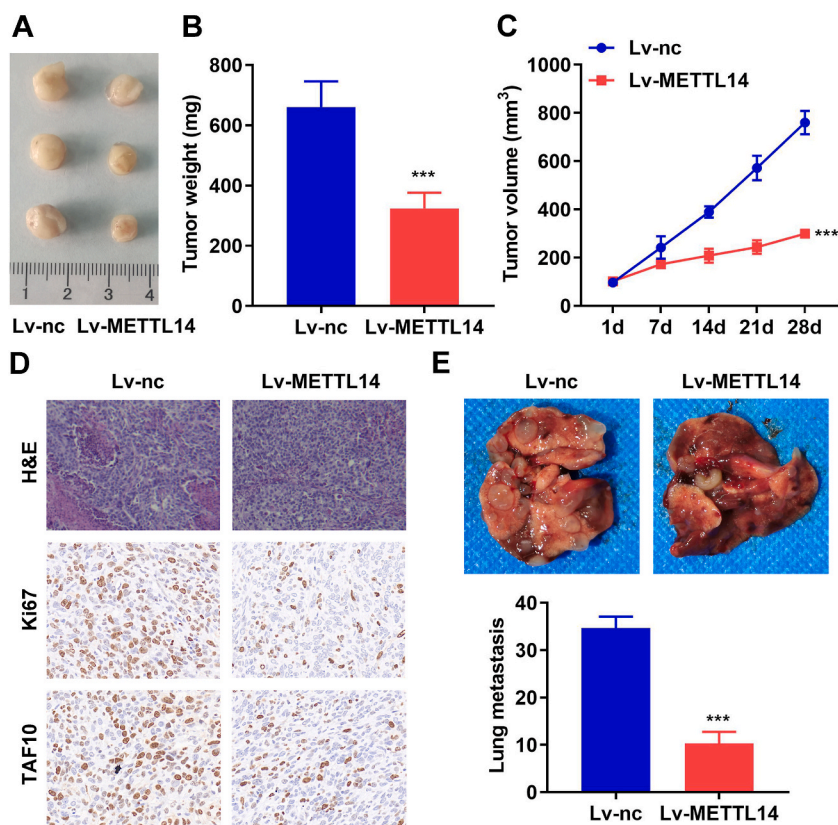 A
1 2 3 4
Lv-nc Lv-METTL14
B
Tumor weight (mg)
800
600
400
200
0
***
Lv-nc Lv-METTL14
C
Lv-nc
Lv-METTL14
Tumor volume (mm³)
1000
800
600
400
200
0
***
1d 7d 14d 21d 28d
D
Lv-nc Lv-METTL14
H&E
Ki67
TAF10
E
Lv-nc Lv-METTL14
Lung metastasis
40
30
20
10
0
***
Lv-nc Lv-METTL14